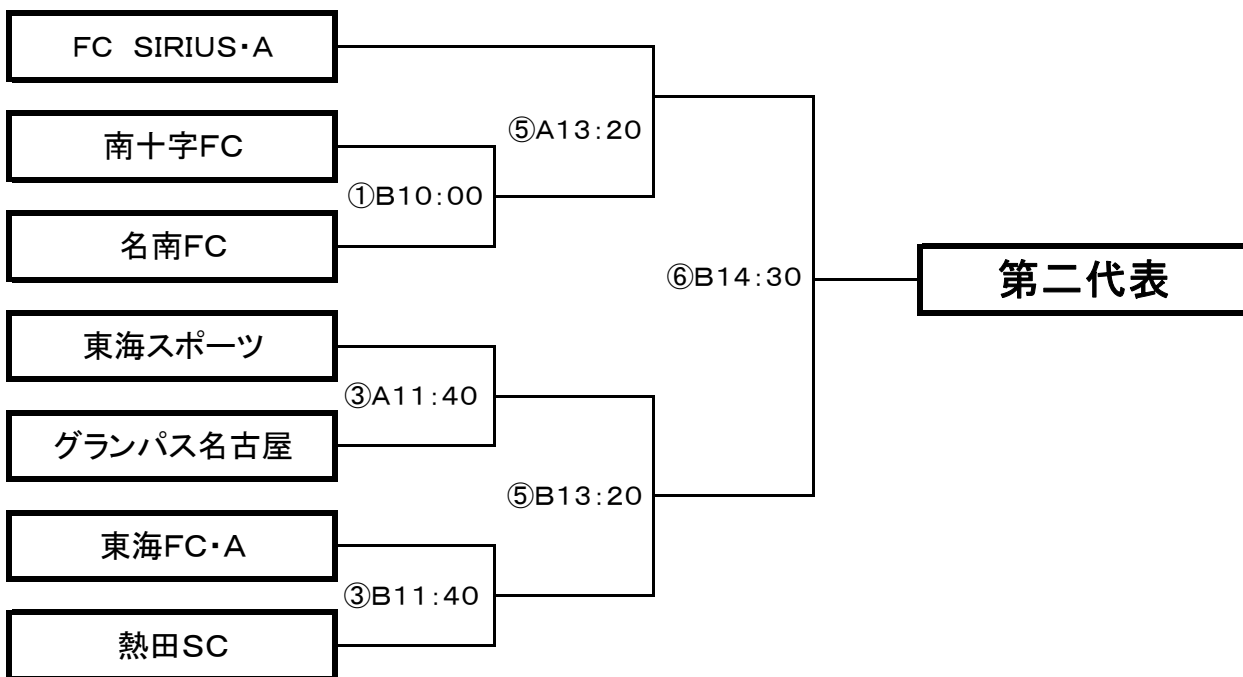 FC　SIRIUS・A
⑤A13:20
南十字FC
①B10:00
名南FC
⑥B14:30
第二代表
東海スポーツ
③A11:40
グランパス名古屋
⑤B13:20
東海FC・A
③B11:40
熱田SC